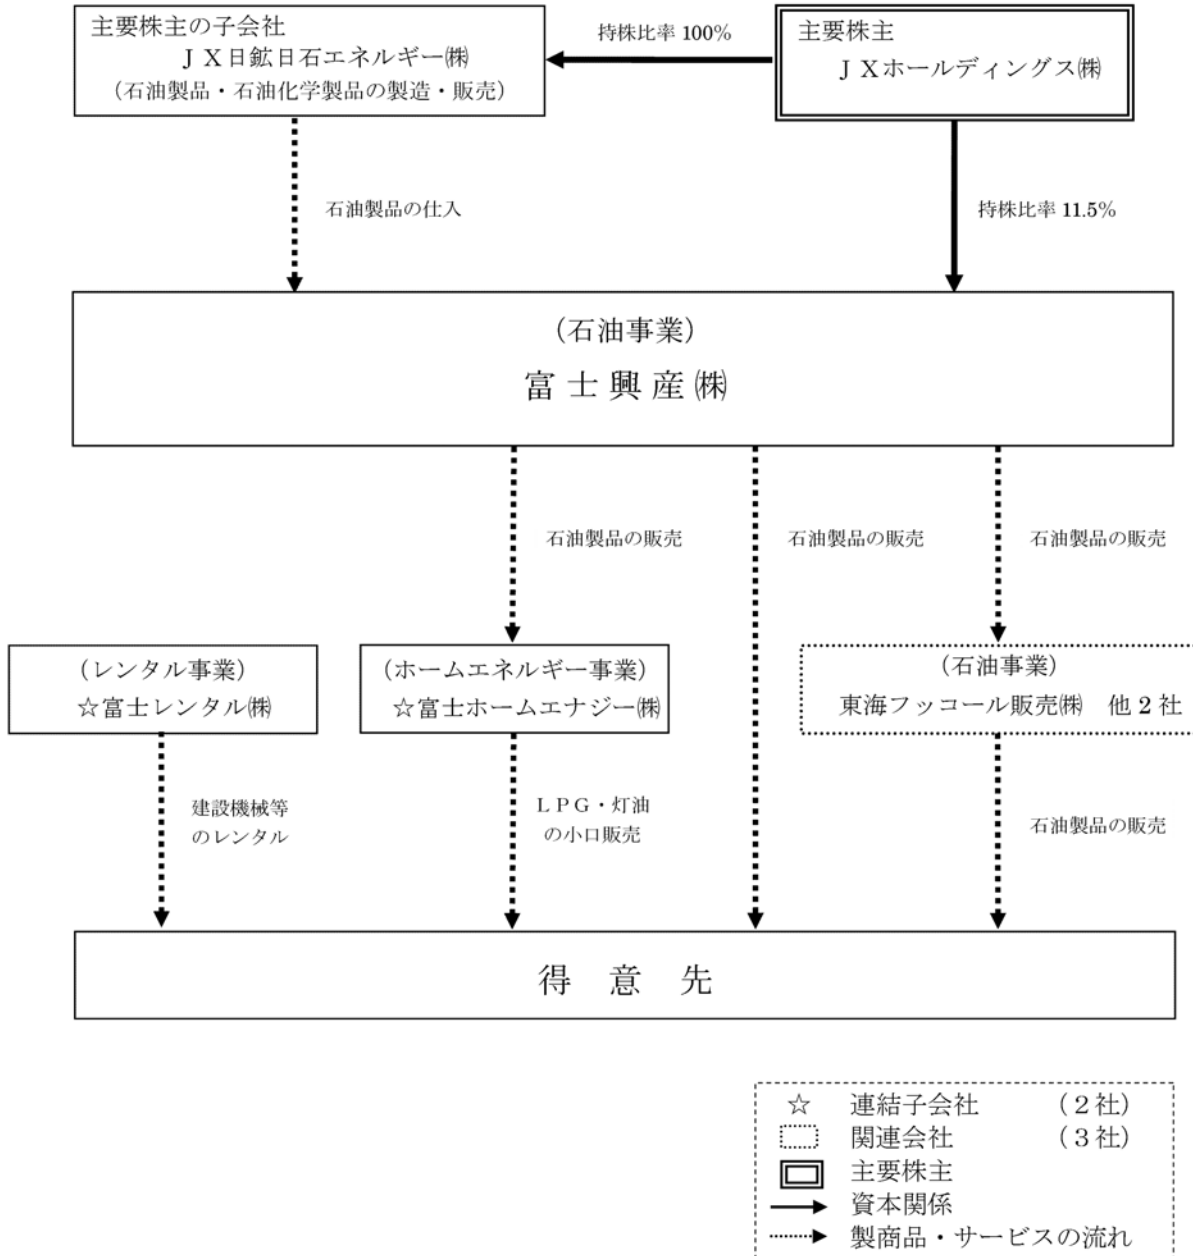 主要株主の子会社
ＪＸ日鉱日石エネルギー㈱
（石油製品・石油化学製品の製造・販売）
持株比率 100%
主要株主
ＪＸホールディングス㈱
石油製品の仕入
持株比率 11.5%
（石油事業）
富士興産㈱
石油製品の販売
石油製品の販売
石油製品の販売
（レンタル事業）
☆富士レンタル㈱
（ホームエネルギー事業）
☆富士ホームエナジー㈱
（石油事業）
東海フッコール販売㈱　他２社
建設機械等
のレンタル
ＬＰＧ・灯油
の小口販売
石油製品の販売
得　意　先
☆　連結子会社　（２社）
関連会社　（３社）
主要株主
資本関係
製商品・サービスの流れ